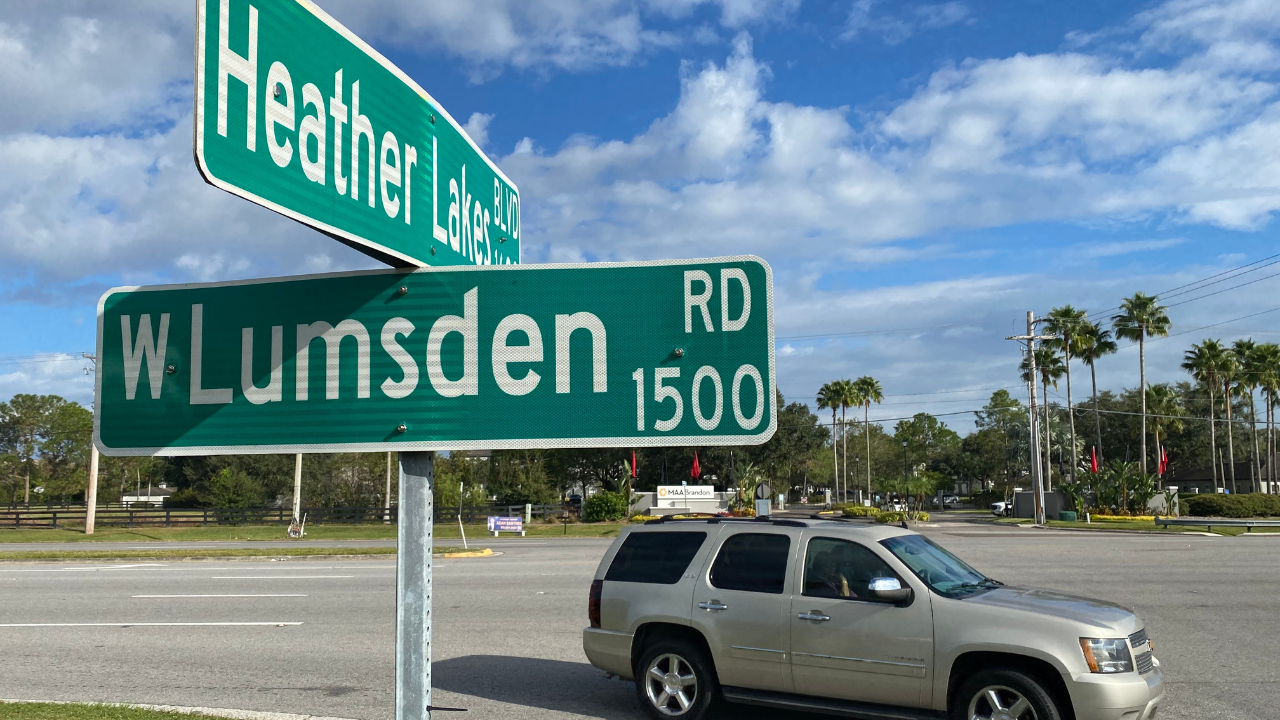 Heather Lakes BLVD
W Lumsden RD
1500
MAA Brandon